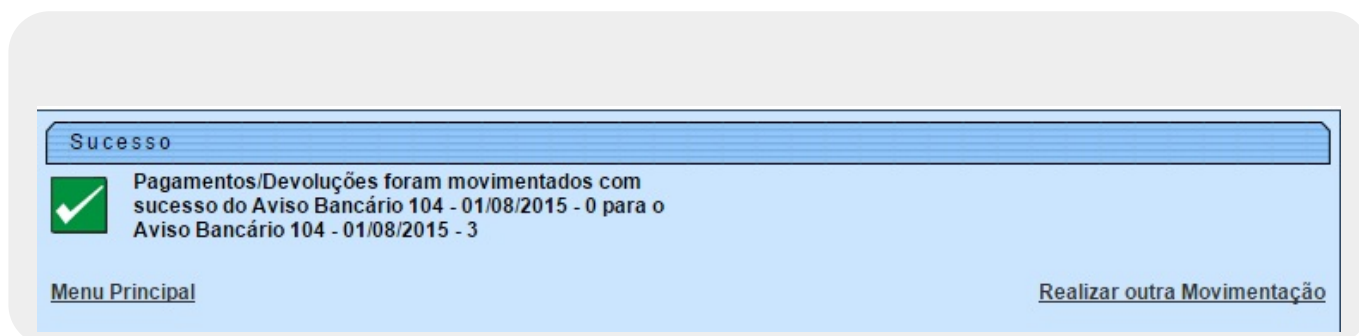 Sucesso
Pagamentos/Devoluções foram movimentados com
sucesso do Aviso Bancário 104 - 01/08/2015 - 0 para o
Aviso Bancário 104 - 01/08/2015 - 3
Menu Principal
Realizar outra Movimentação